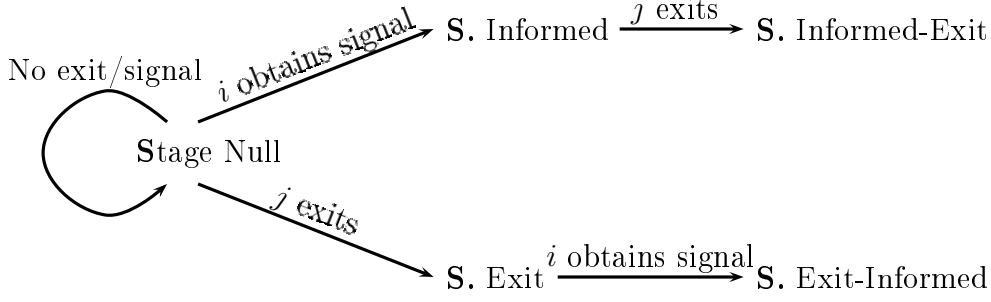 i obtains signal
S. Informed
j exits
S. Informed-Exit
No exit/signal
Stage Null
j exits
S. Exit
i obtains signal
S. Exit-Informed